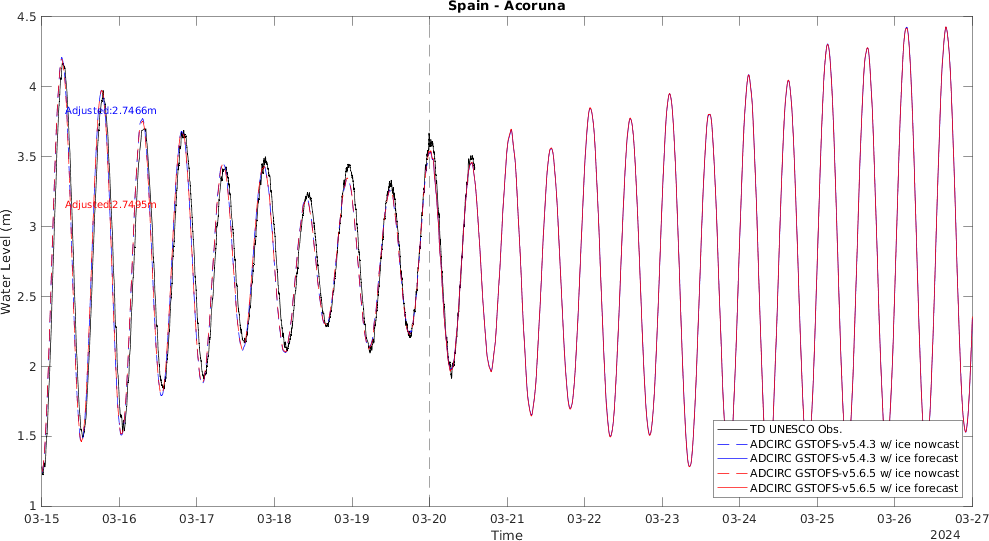 Spain - Acoruna
4.5
4
3.5
3
2.5
2
1.5
1
Water Level (m)
Adjusted:2.7466m
Adjusted:2.7495m
TD UNESCO Obs.
ADCIRC GSTOFS-v5.4.3 w/ ice nowcast
ADCIRC GSTOFS-v5.4.3 w/ ice forecast
ADCIRC GSTOFS-v5.6.5 w/ ice nowcast
ADCIRC GSTOFS-v5.6.5 w/ ice forecast
03-15 03-16 03-17 03-18 03-19 03-20 03-21 03-22 03-23 03-24 03-25 03-26 03-27
Time
2024